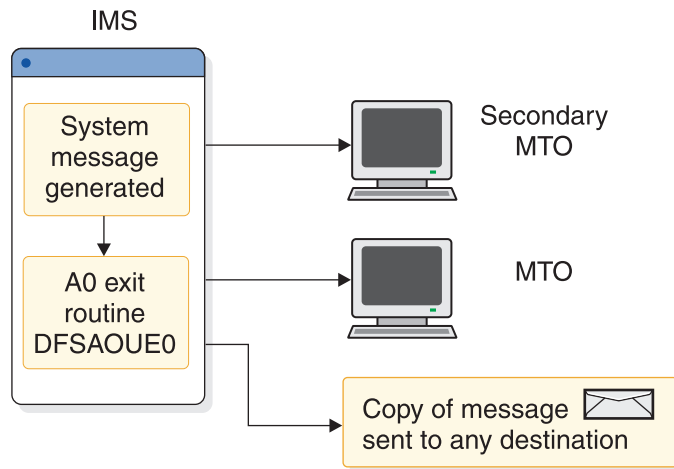 IMS
System
message
generated
Secondary
MTO
A0 exit
routine
DFSAOUE0
MTO
Copy of message
sent to any destination